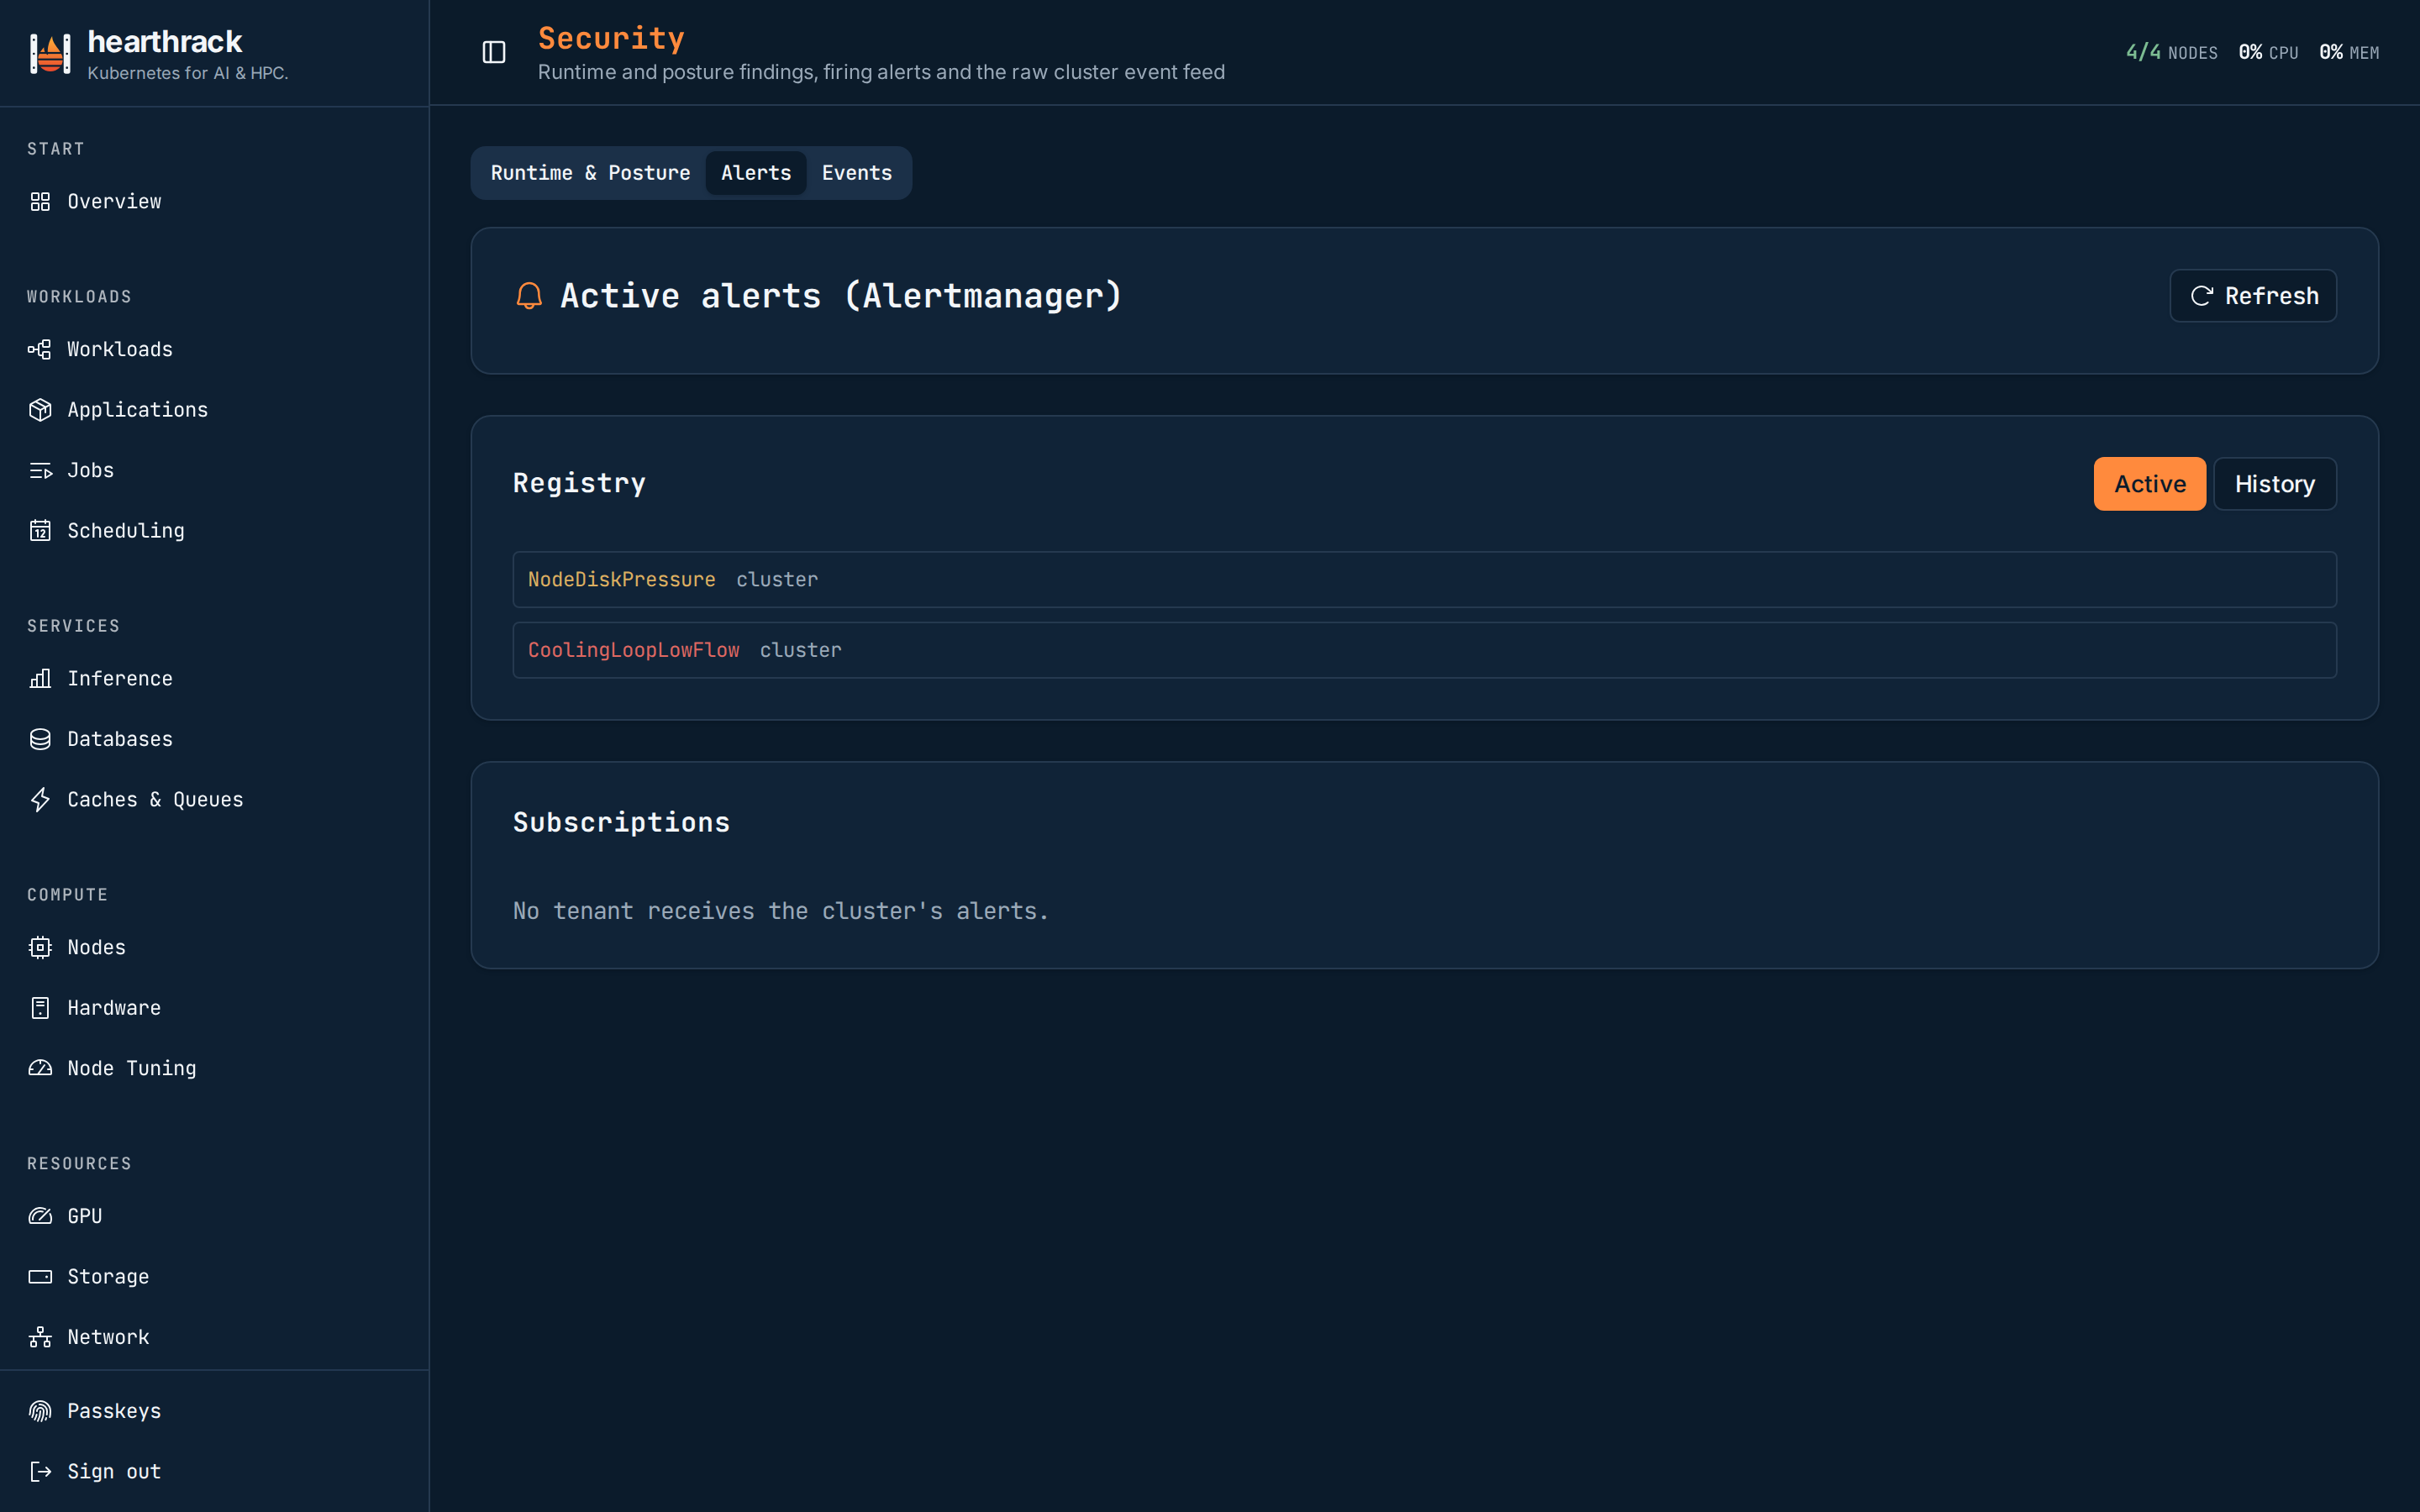 hearthrack
Kubernetes for AI & HPC.
START
Overview
WORKLOADS
Workloads
Applications
Jobs
12
Scheduling
SERVICES
Inference
Databases
Caches & Queues
COMPUTE
Nodes
Hardware
Node Tuning
RESOURCES
GPU
Storage
Network
Passkeys
Sign out
Security
Runtime and posture findings, firing alerts and the raw cluster event feed
4/4 NODES 0% CPU 0% MEM
Runtime & Posture Alerts Events
Active alerts (Alertmanager)
Refresh
Registry
Active History
NodeDiskPressure cluster
CoolingLoopLowFlow cluster
Subscriptions
No tenant receives the cluster's alerts.